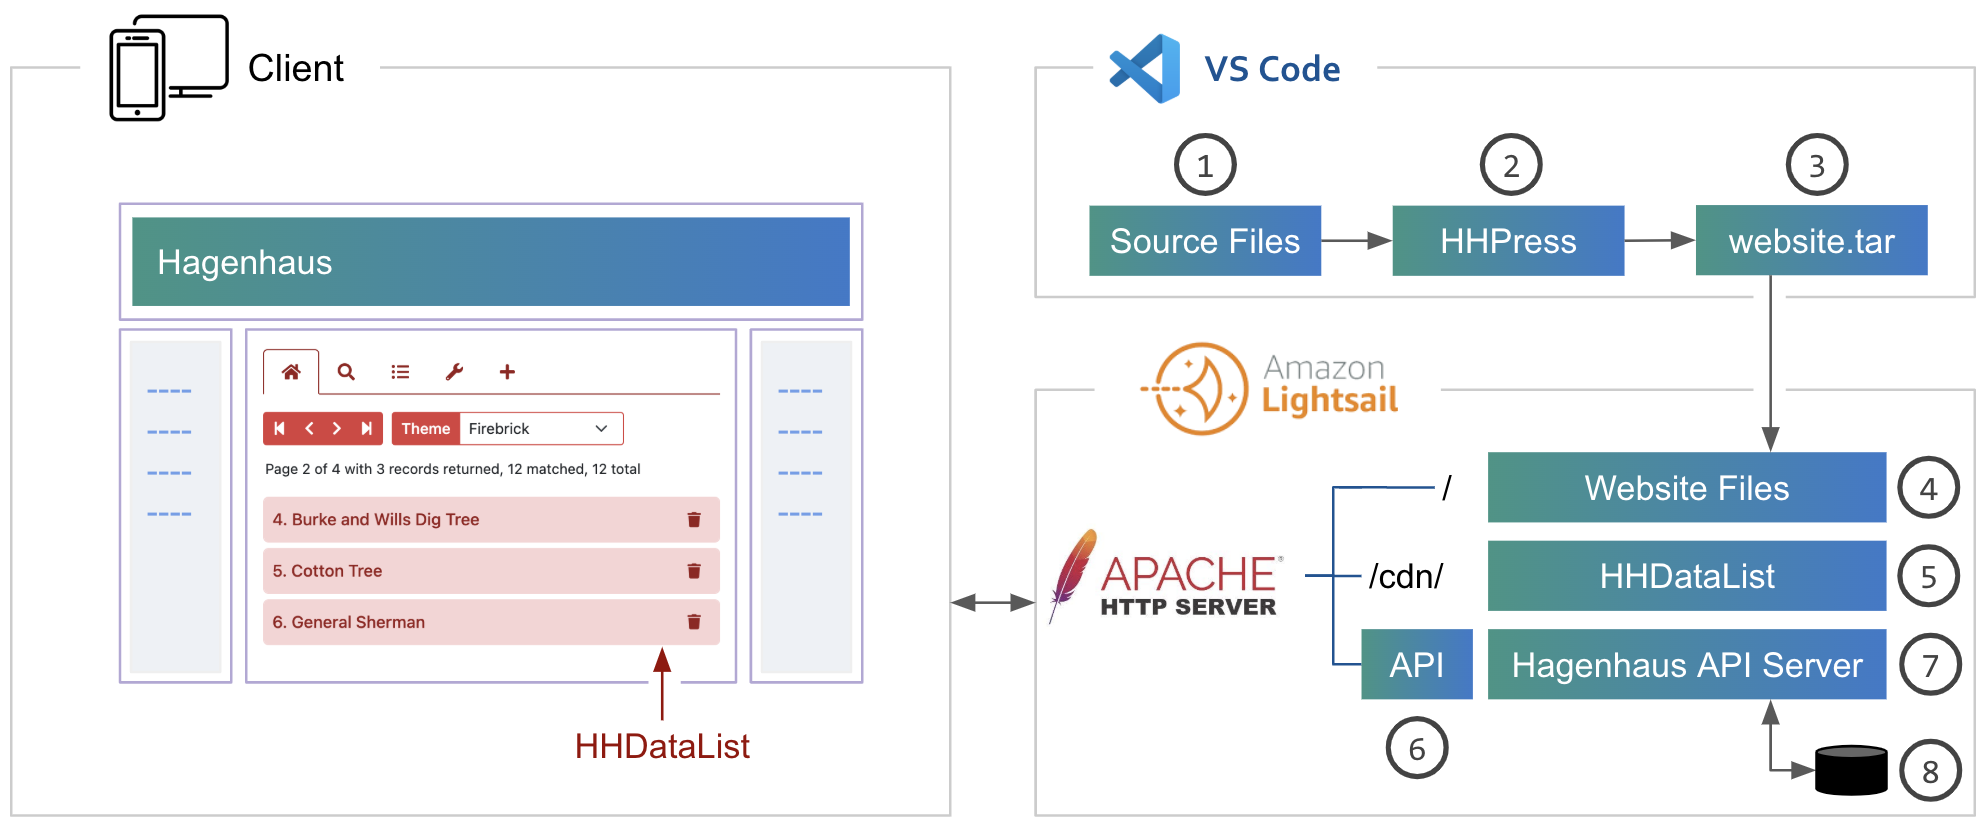 Client
Hagenhaus
Theme
Firebrick
Page 2 of 4 with 3 records returned, 12 matched, 12 total
4. Burke and Wills Dig Tree
5. Cotton Tree
6. General Sherman
HHDataList
VS Code
1
2
3
Source Files
HHPress
website.tar
Amazon
Lightsail
/
Website Files
4
APACHE®
HTTP SERVER
/cdn/
HHDataList
5
API
Hagenhaus API Server
7
6
8